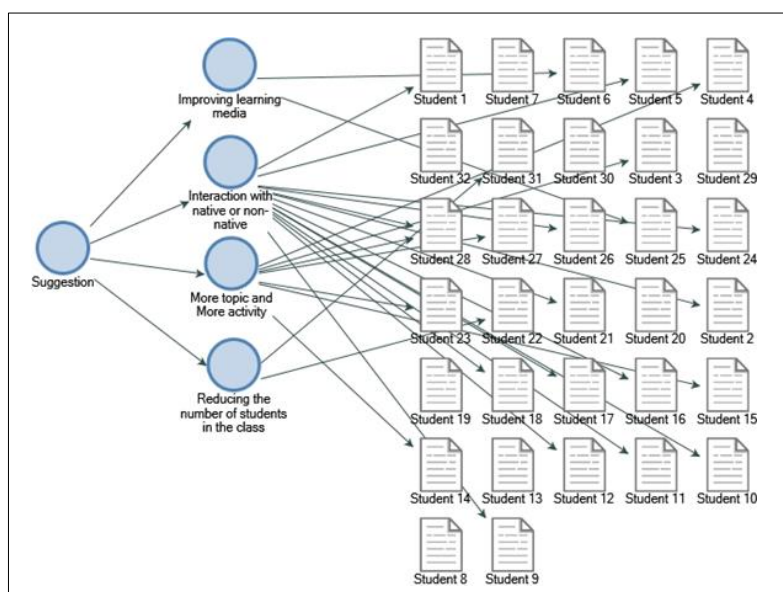 Improving learning
media
Interaction with
native or non-
native
Suggestion
More topic and
More activity
Reducing the
number of students
in the class
Student 1 Student 7 Student 6 Student 5 Student 4
Student 32 Student 31 Student 30 Student 3 Student 29
Student 28 Student 27 Student 26 Student 25 Student 24
Student 23 Student 22 Student 21 Student 20 Student 2
Student 19 Student 18 Student 17 Student 16 Student 15
Student 14 Student 13 Student 12 Student 11 Student 10
Student 8 Student 9